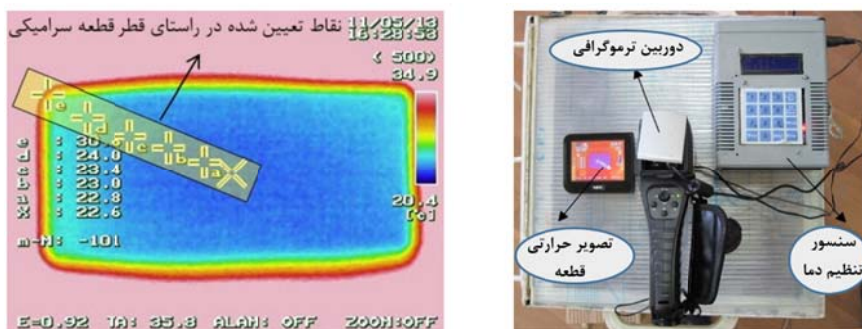 نقاط تعیین شده در راستای قطر قطعه سرامیکی
11/05/13
16:28:53
(500)
34.9
e
d
c
b
a
d : 24.0
c : 23.4
b : 23.0
a : 22.8
X : 22.6
m-M: -101
20.4
[c]
E=0.92 TA: 35.8 ALAM: OFF ZOOM:OFF
دوربین ترموگرافی
تصویر حرارتی
قطعه
سنسور
تنظیم دما